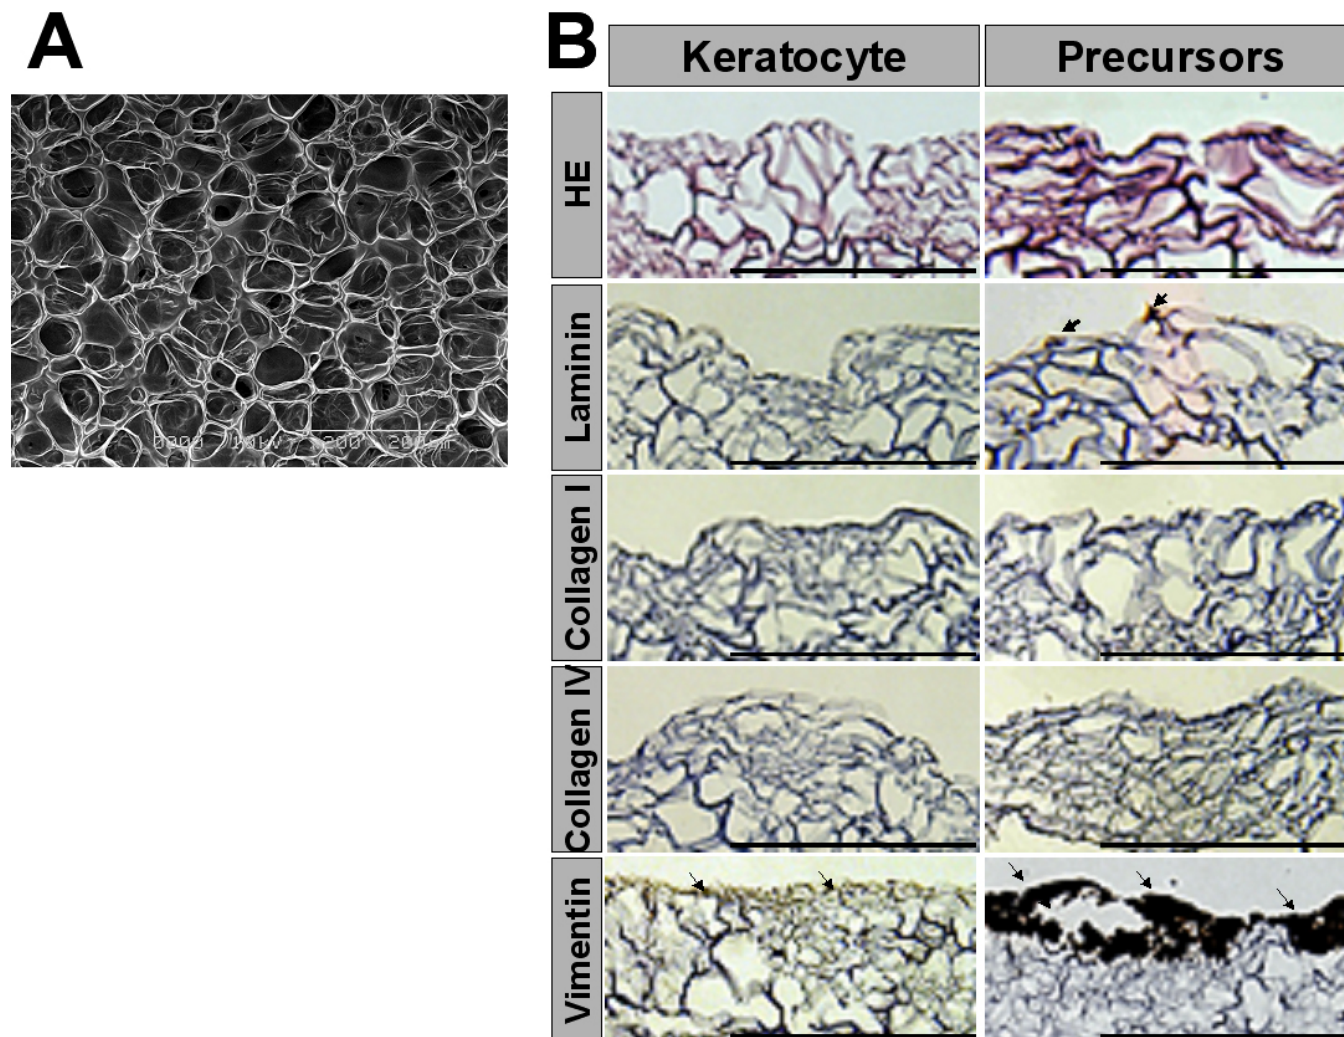 A
B
Keratocyte
Precursors
HE
Laminin
Collagen I
Collagen IV
Vimentin